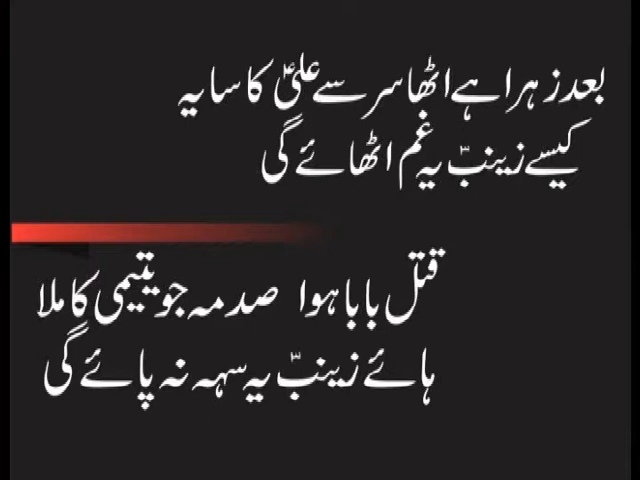 بعد زہرا ہے اٹھا سر سے علیؑ کا سایہ
کیسے زینبؑ یہ غم اٹھائے گی
قتل بابا ہوا صدمہ جو یتیمی کا ملا
ہائے زینبؑ یہ سہہ نہ پائے گی